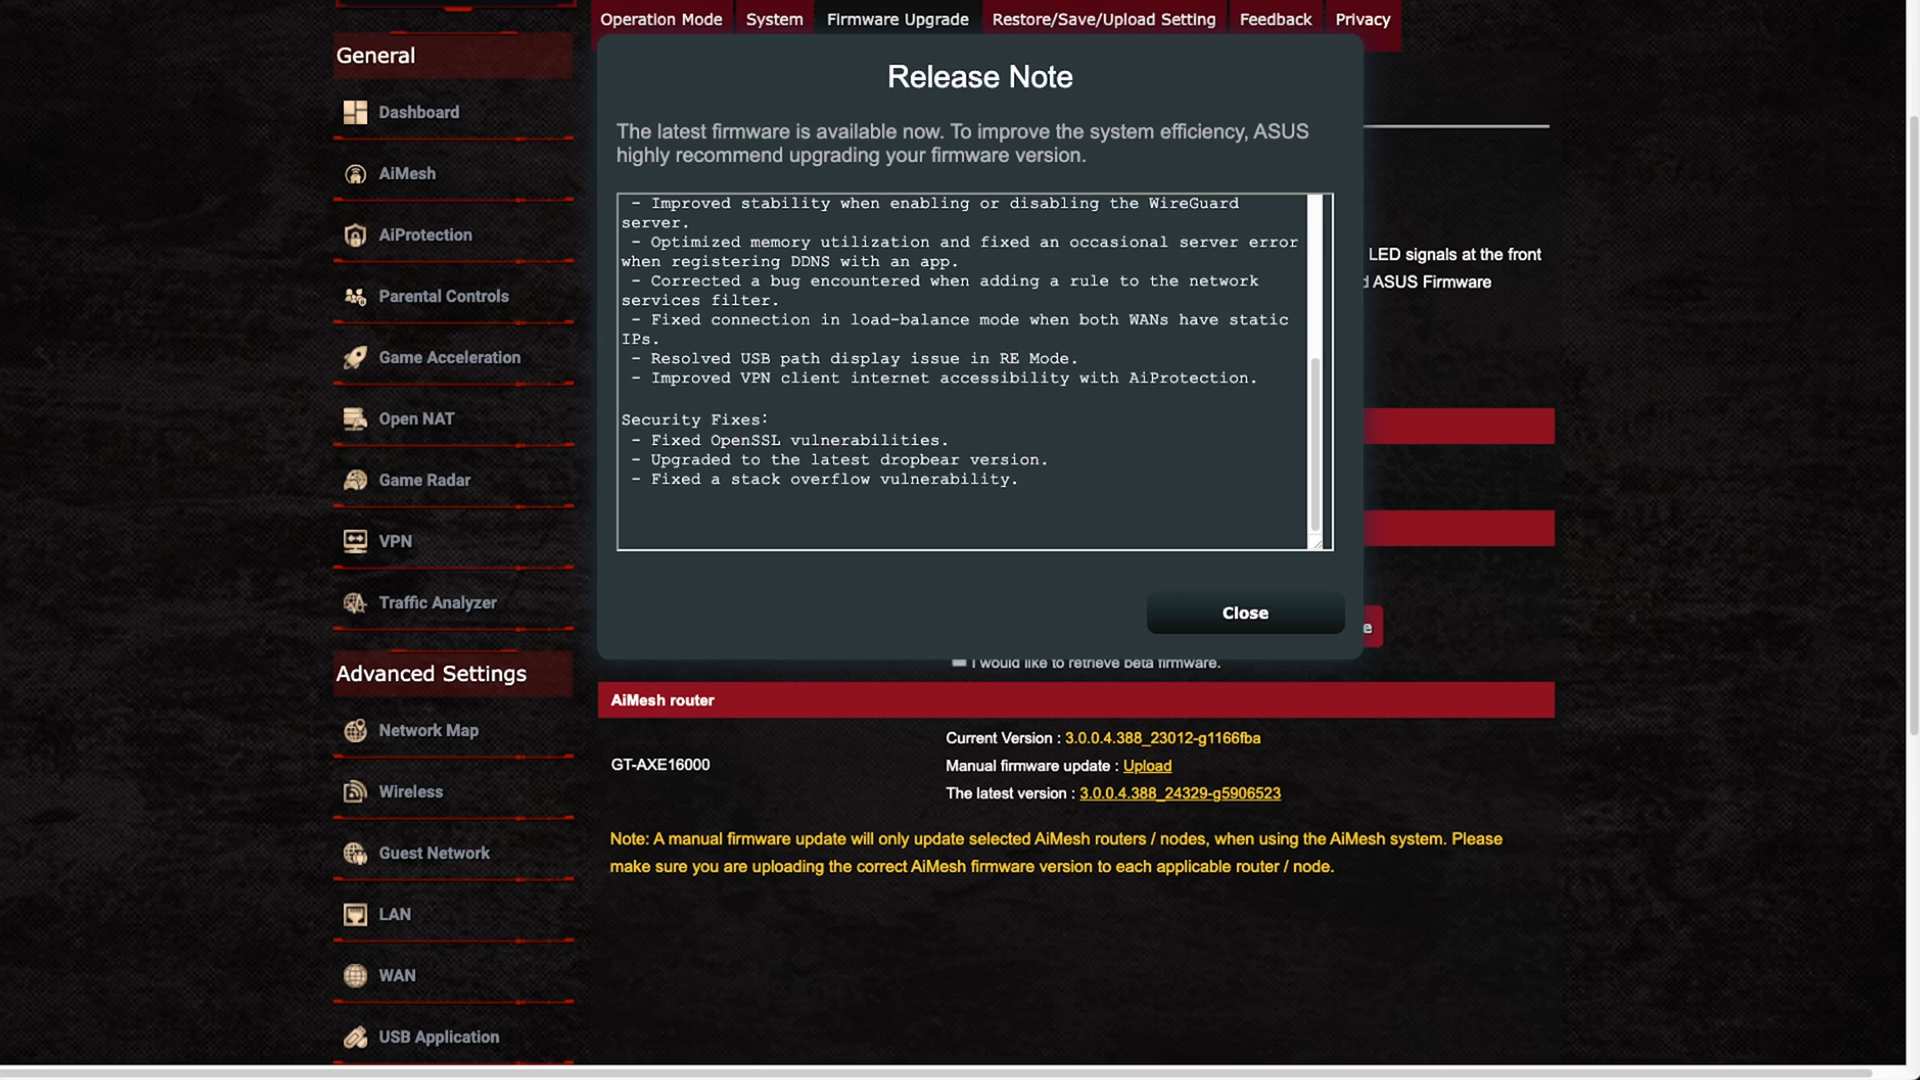 Operation Mode
System
Firmware Upgrade
Restore/Save/Upload Setting
Feedback
Privacy
General
Dashboard
AiMesh
AiProtection
Parental Controls
Game Acceleration
Open NAT
Game Radar
VPN
Traffic Analyzer
Advanced Settings
Network Map
Wireless
Guest Network
LAN
WAN
USB Application
Release Note
The latest firmware is available now. To improve the system efficiency, ASUS
highly recommend upgrading your firmware version.
- Improved stability when enabling or disabling the WireGuard
server.
- Optimized memory utilization and fixed an occasional server error
when registering DDNS with an app.
- Corrected a bug encountered when adding a rule to the network
services filter.
- Fixed connection in load-balance mode when both WANs have static
IPs.
- Resolved USB path display issue in RE Mode.
- Improved VPN client internet accessibility with AiProtection.
Security Fixes:
- Fixed OpenSSL vulnerabilities.
- Upgraded to the latest dropbear version.
- Fixed a stack overflow vulnerability.
Close
LED signals at the front
ASUS Firmware
I would like to retrieve beta firmware.
AiMesh router
GT-AXE16000
Current Version : 3.0.0.4.388_23012-g1166fba
Manual firmware update : Upload
The latest version : 3.0.0.4.388_24329-g5906523
Note: A manual firmware update will only update selected AiMesh routers / nodes, when using the AiMesh system. Please
make sure you are uploading the correct AiMesh firmware version to each applicable router / node.